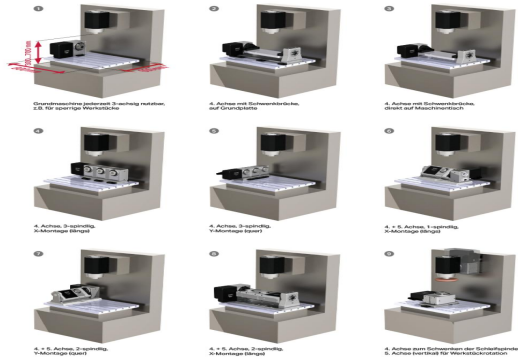 1
2
3
Grundmaschine jederzeit 3-achsig nutzbar,
z.B. für sperrige Werkstücke
4. Achse mit Schwenkbrücke,
auf Grundplatte
4. Achse mit Schwenkbrücke,
direkt auf Maschinentisch
4
5
6
4. Achse, 3-spindlig,
X-Montage (längs)
4. Achse, 3-spindlig,
Y-Montage (quer)
4. + 5. Achse, 1-spindlig,
X-Montage (längs)
7
8
9
4. + 5. Achse, 2-spindlig,
Y-Montage (quer)
4. + 5. Achse, 2-spindlig,
X-Montage (längs)
4. Achse zum Schwenken der Schleifspindel
5. Achse (vertikal) für Werkstückrotation